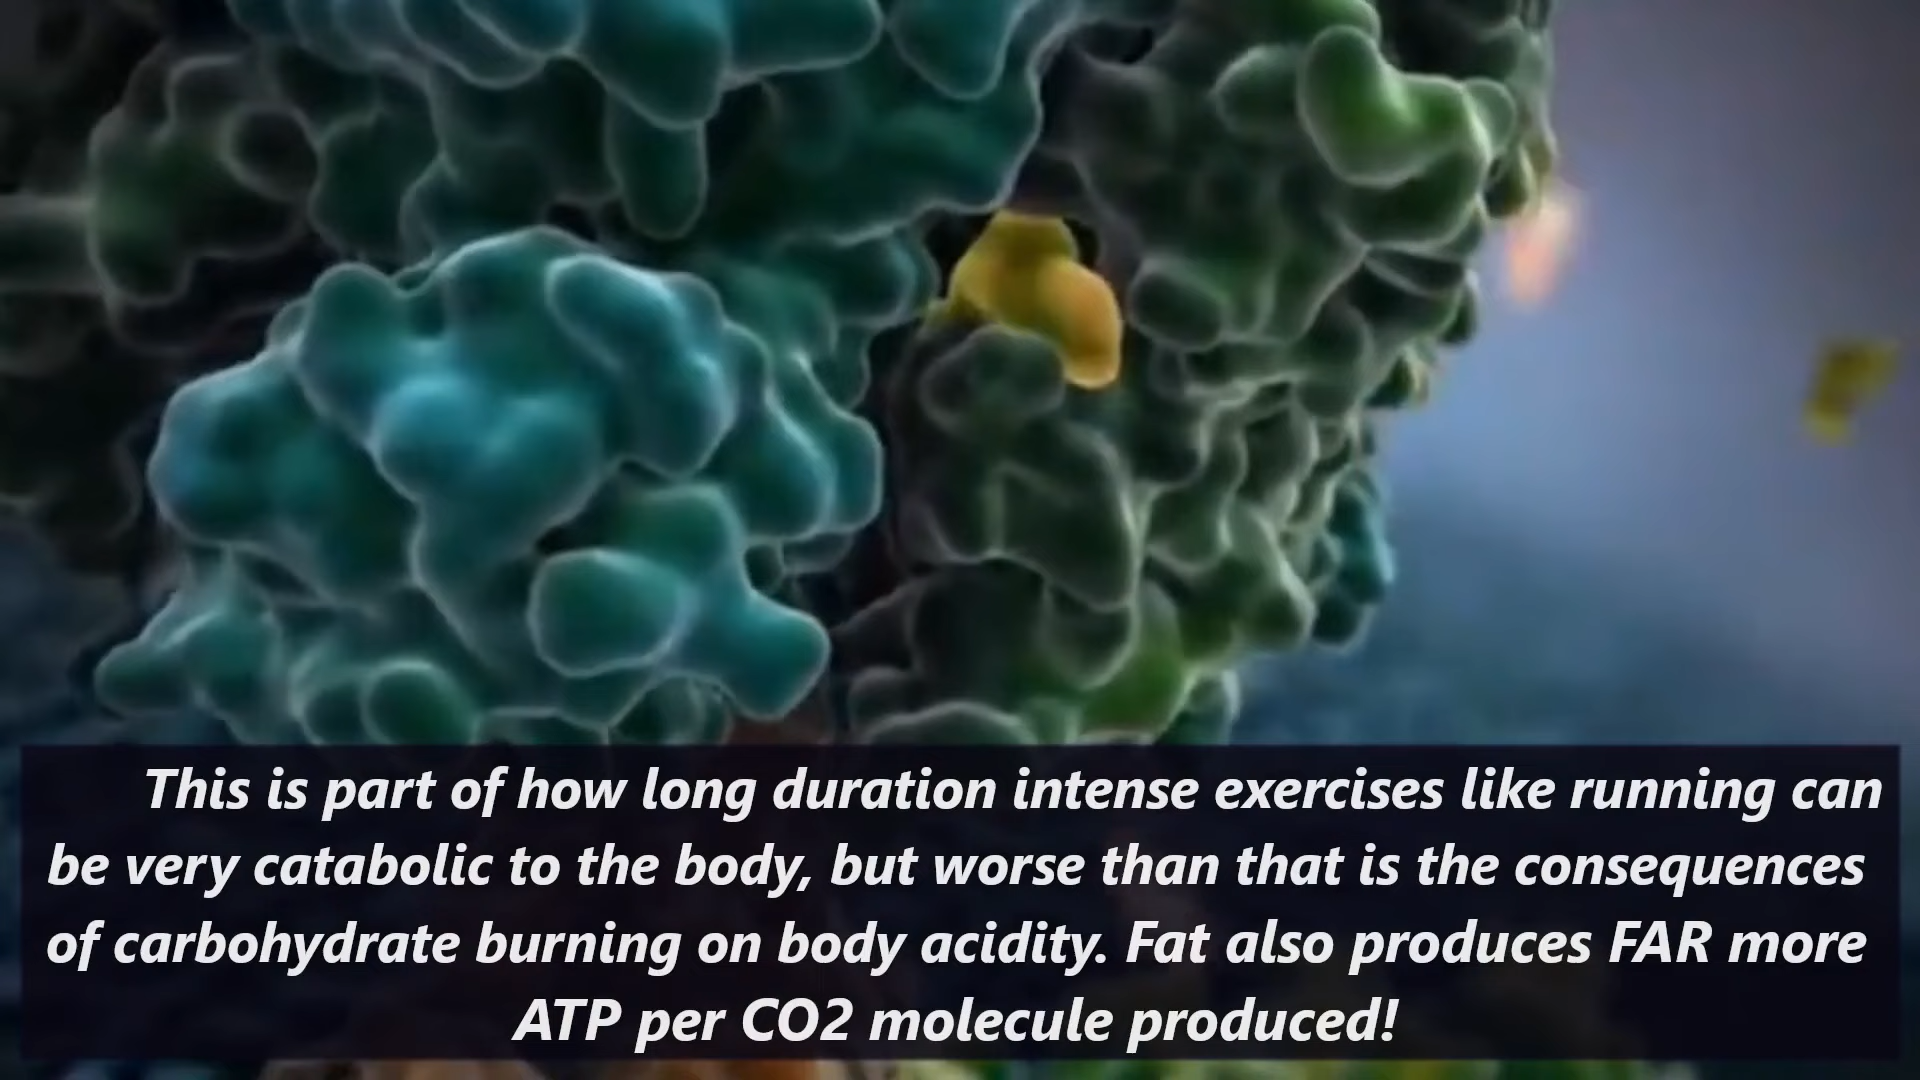 This is part of how long duration intense exercises like running can
be very catabolic to the body, but worse than that is the consequences
of carbohydrate burning on body acidity. Fat also produces FAR more
ATP per CO2 molecule produced!